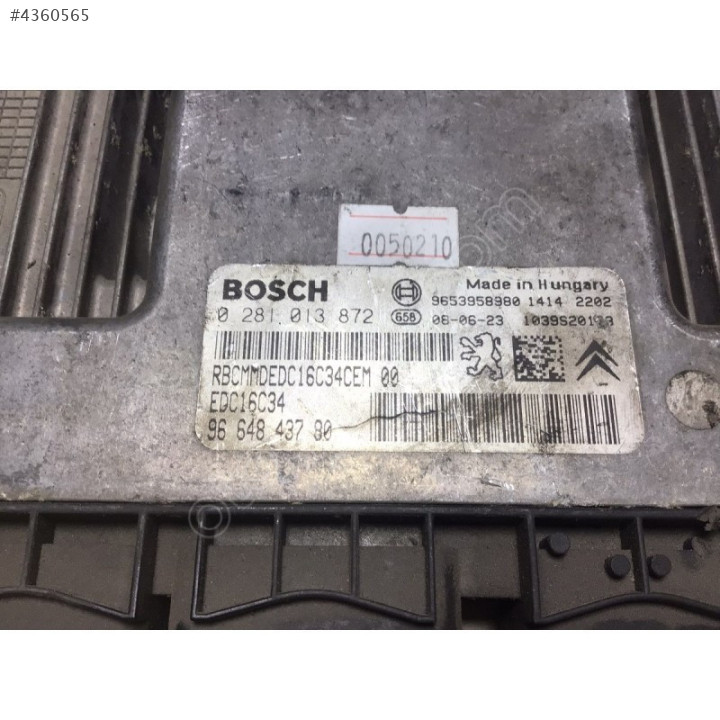 #4360565
0050210
BOSCH
Made in Hungary
9653958980 1414 2202
0 281 013 872
G58 08-06-23
RBCMMDEDC16C34CEM 00
EDC16C34
96 648 437 80